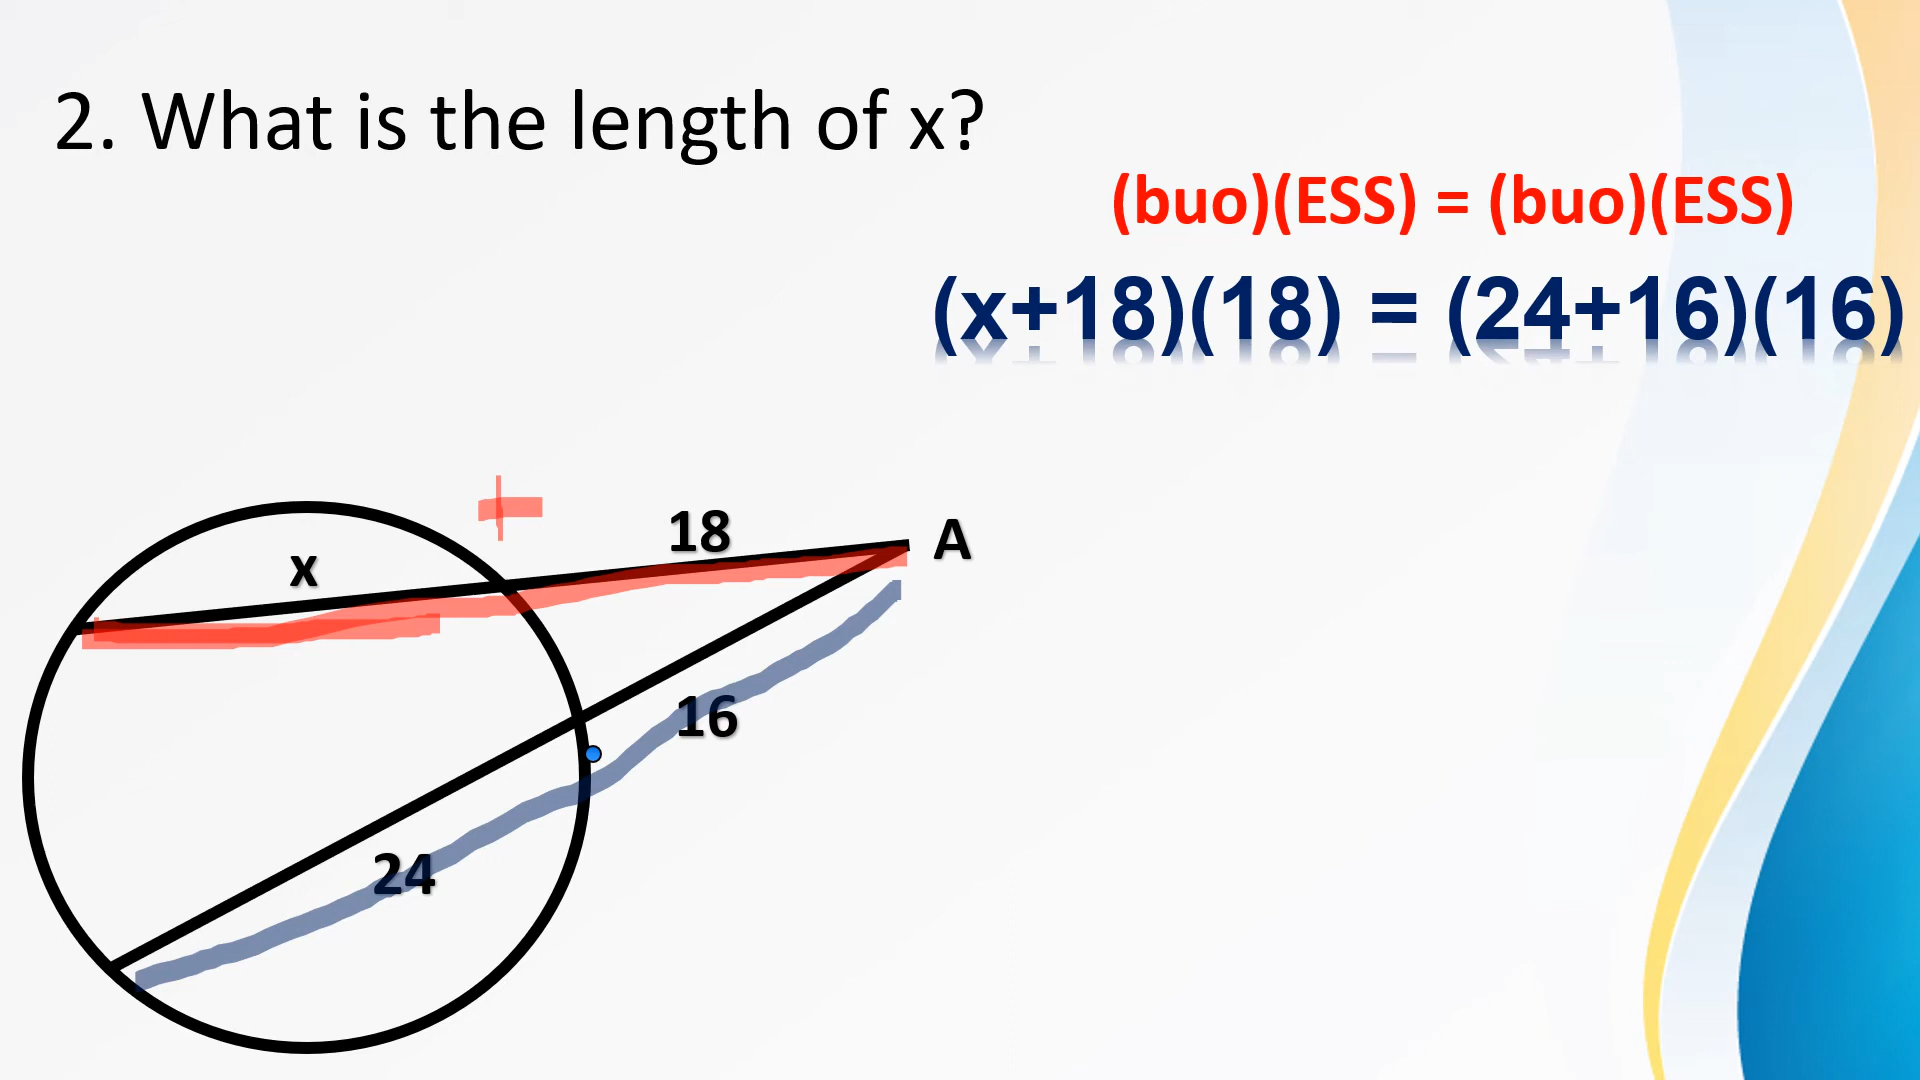 2. What is the length of x?
(buo)(ESS) = (buo)(ESS)
(x+18)(18) = (24+16)(16)
+
18
A
x
16
24